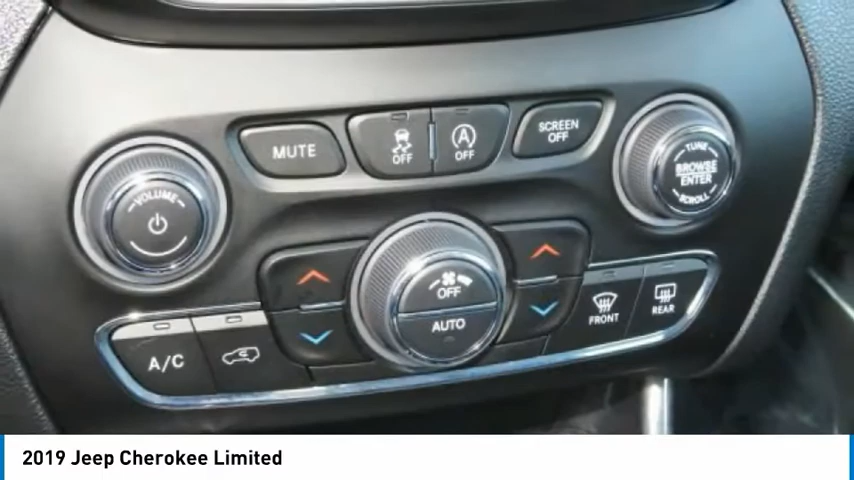 MUTE
OFF
A
OFF
SCREEN
OFF
VOLUME
TUNE
BROWSE
ENTER
SCROLL
OFF
AUTO
A/C
FRONT
REAR
2019 Jeep Cherokee Limited